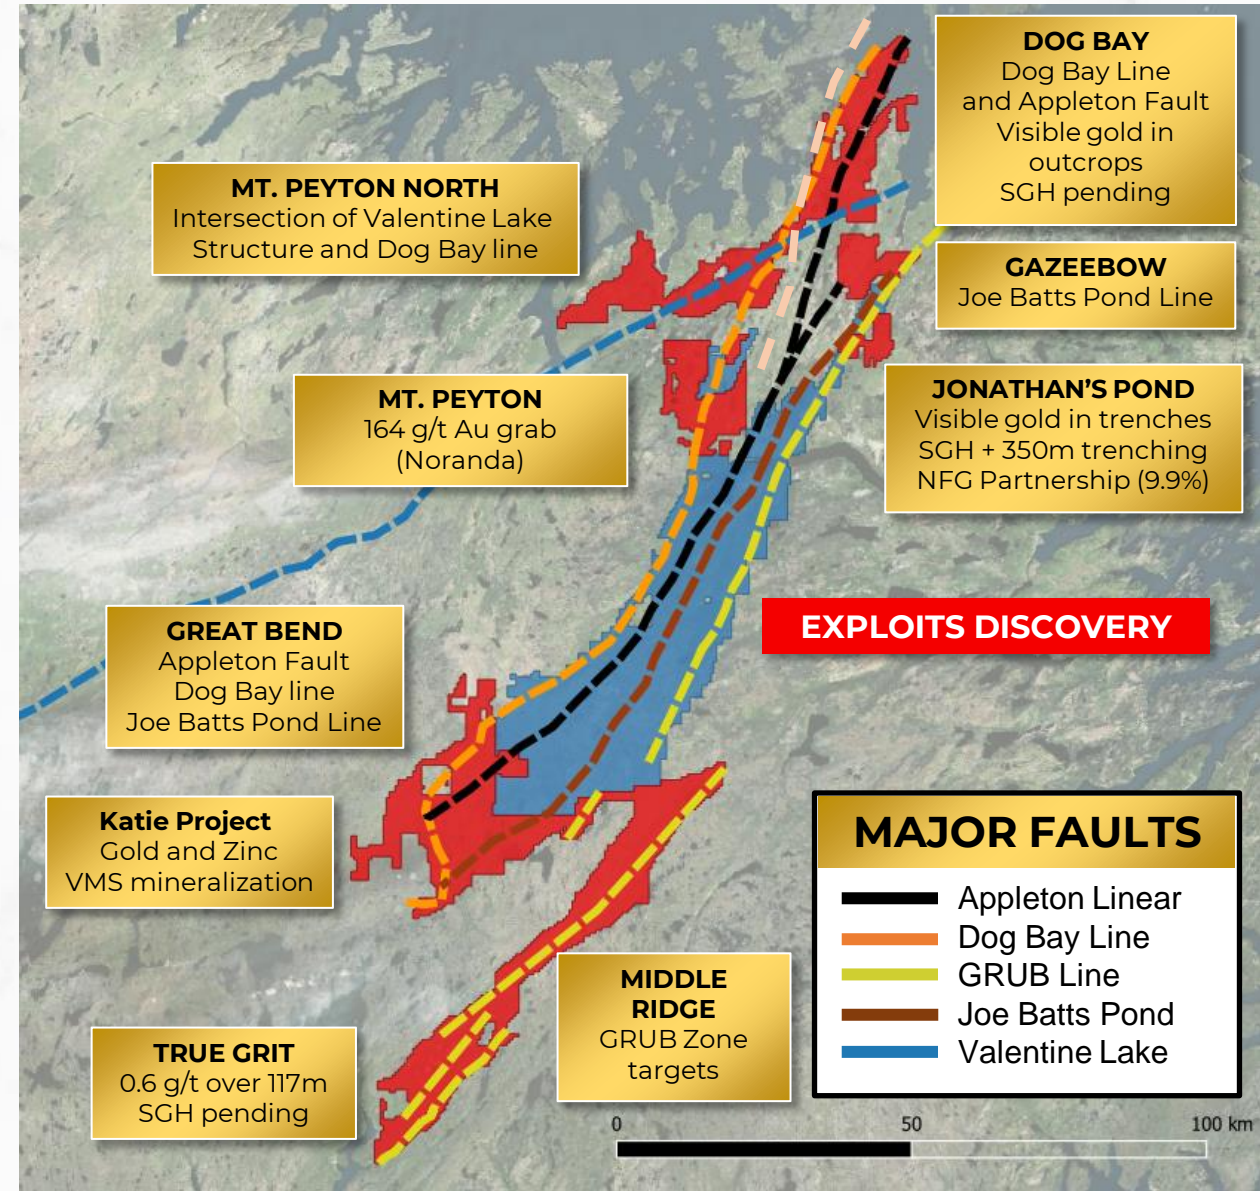 DOG BAY
Dog Bay Line
and Appleton Fault
Visible gold in
outcrops
SGH pending
MT. PEYTON NORTH
Intersection of Valentine Lake
Structure and Dog Bay line
GAZEEBOW
Joe Batts Pond Line
MT. PEYTON
164 g/t Au grab
(Noranda)
JONATHAN'S POND
Visible gold in trenches
SGH + 350m trenching
NFG Partnership (9.9%)
EXPLOITS DISCOVERY
GREAT BEND
Appleton Fault
Dog Bay line
Joe Batts Pond Line
Katie Project
Gold and Zinc
VMS mineralization
MAJOR FAULTS
Appleton Linear
Dog Bay Line
GRUB Line
Joe Batts Pond
Valentine Lake
MIDDLE
RIDGE
GRUB Zone
targets
TRUE GRIT
0.6 g/t over 117m
SGH pending
0 50 100 km